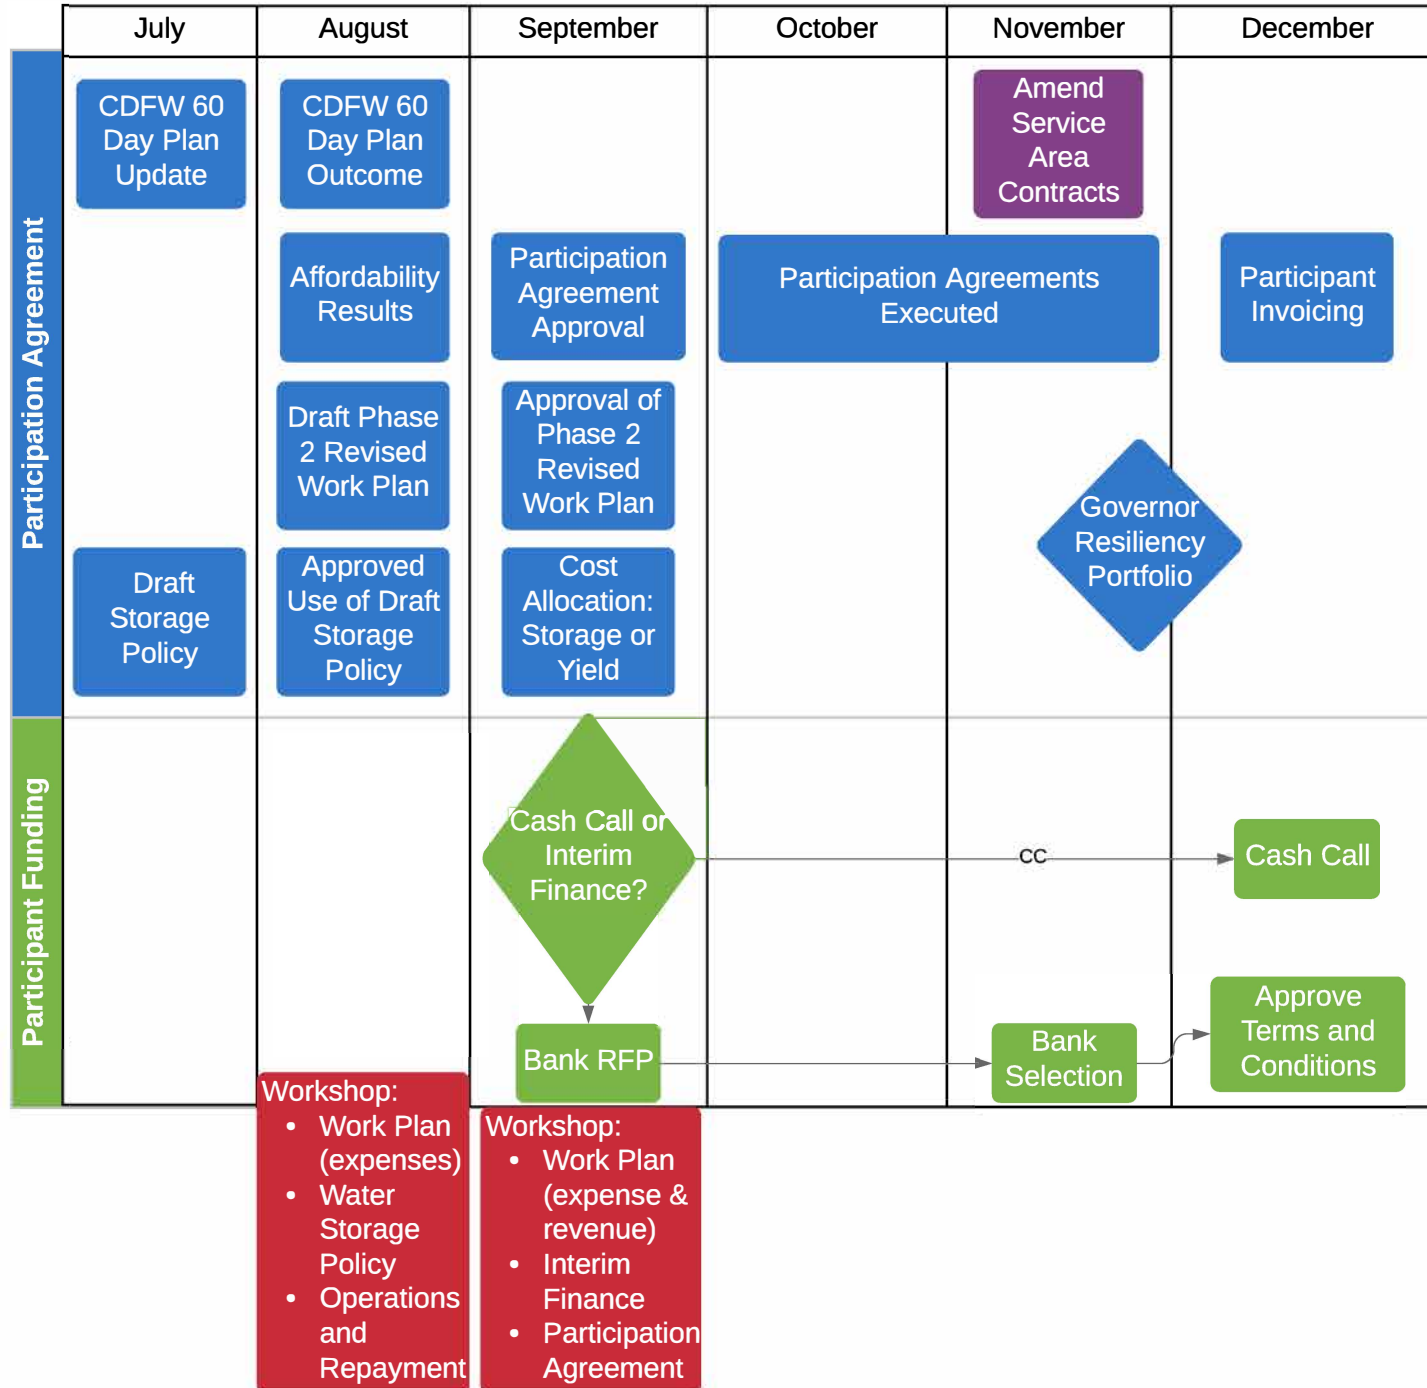 July
August
September
October
November
December
Participation Agreement
CDFW 60
Day Plan
Update
CDFW 60
Day Plan
Outcome
Amend
Service
Area
Contracts
Affordability
Results
Participation
Agreement
Approval
Participation Agreements
Executed
Participant
Invoicing
Draft Phase
2 Revised
Work Plan
Approval of
Phase 2
Revised
Work Plan
Governor
Resiliency
Portfolio
Draft
Storage
Policy
Approved
Use of Draft
Storage
Policy
Cost
Allocation:
Storage or
Yield
Participant Funding
Cash Call or
Interim
Finance?
CC
Cash Call
Bank RFP
Bank
Selection
Approve
Terms and
Conditions
Workshop:
• Work Plan
(expenses)
• Water
Storage
Policy
• Operations
and
Repayment
Workshop:
• Work Plan
(expense &
revenue)
• Interim
Finance
• Participation
Agreement